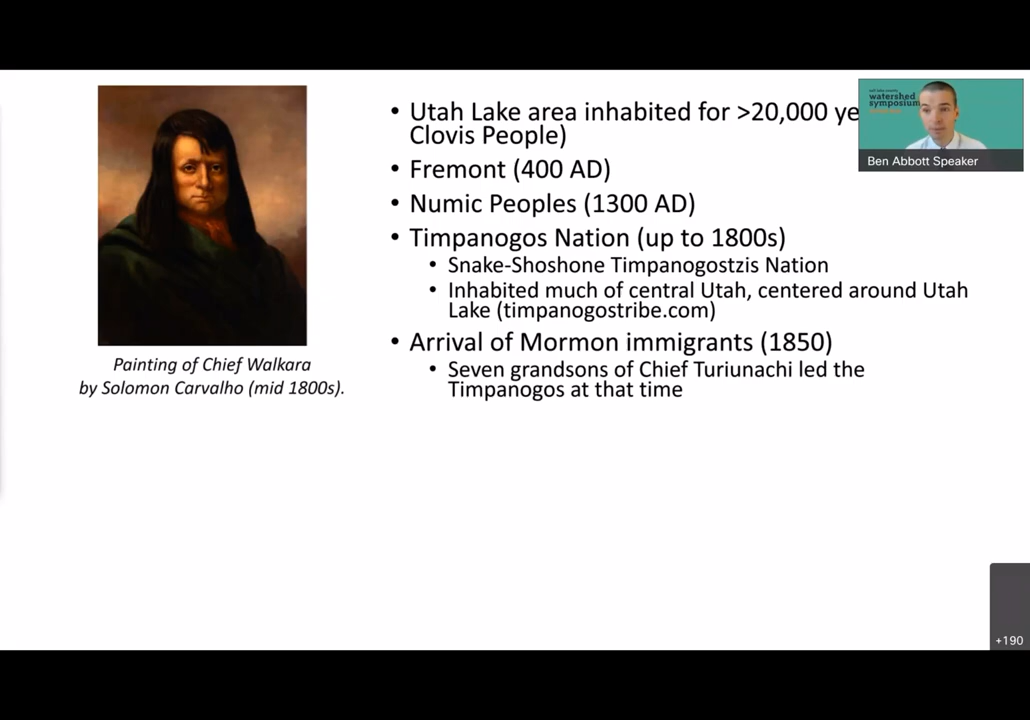 • Utah Lake area inhabited for >20,000 ye
Clovis People)
• Fremont (400 AD)
• Numic Peoples (1300 AD)
• Timpanogos Nation (up to 1800s)
• Snake-Shoshone Timpanogostzis Nation
• Inhabited much of central Utah, centered around Utah
Lake (timpanogostribe.com)
• Arrival of Mormon immigrants (1850)
• Seven grandsons of Chief Turiunachi led the
Timpanogos at that time
Painting of Chief Walkara
by Solomon Carvalho (mid 1800s).
watershed
symposium
Ben Abbott Speaker
+190